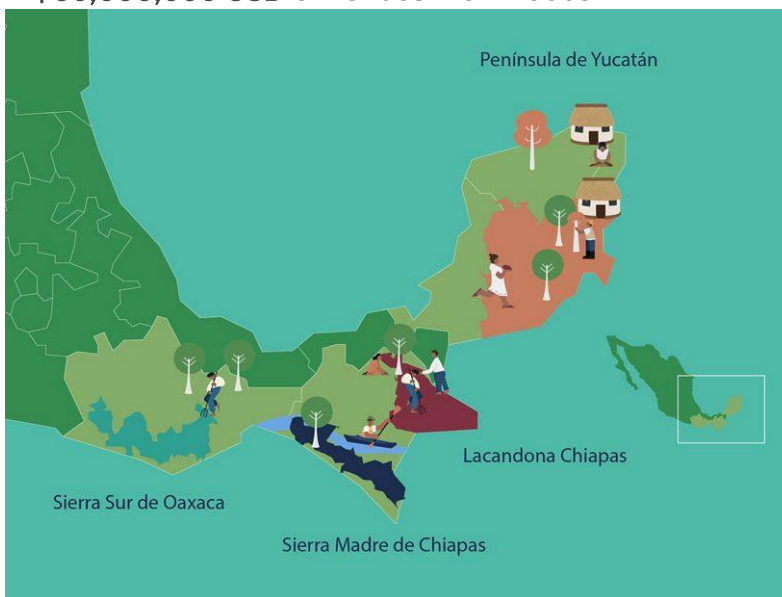 Península de Yucatán
Lacandona Chiapas
Sierra Sur de Oaxaca
Sierra Madre de Chiapas